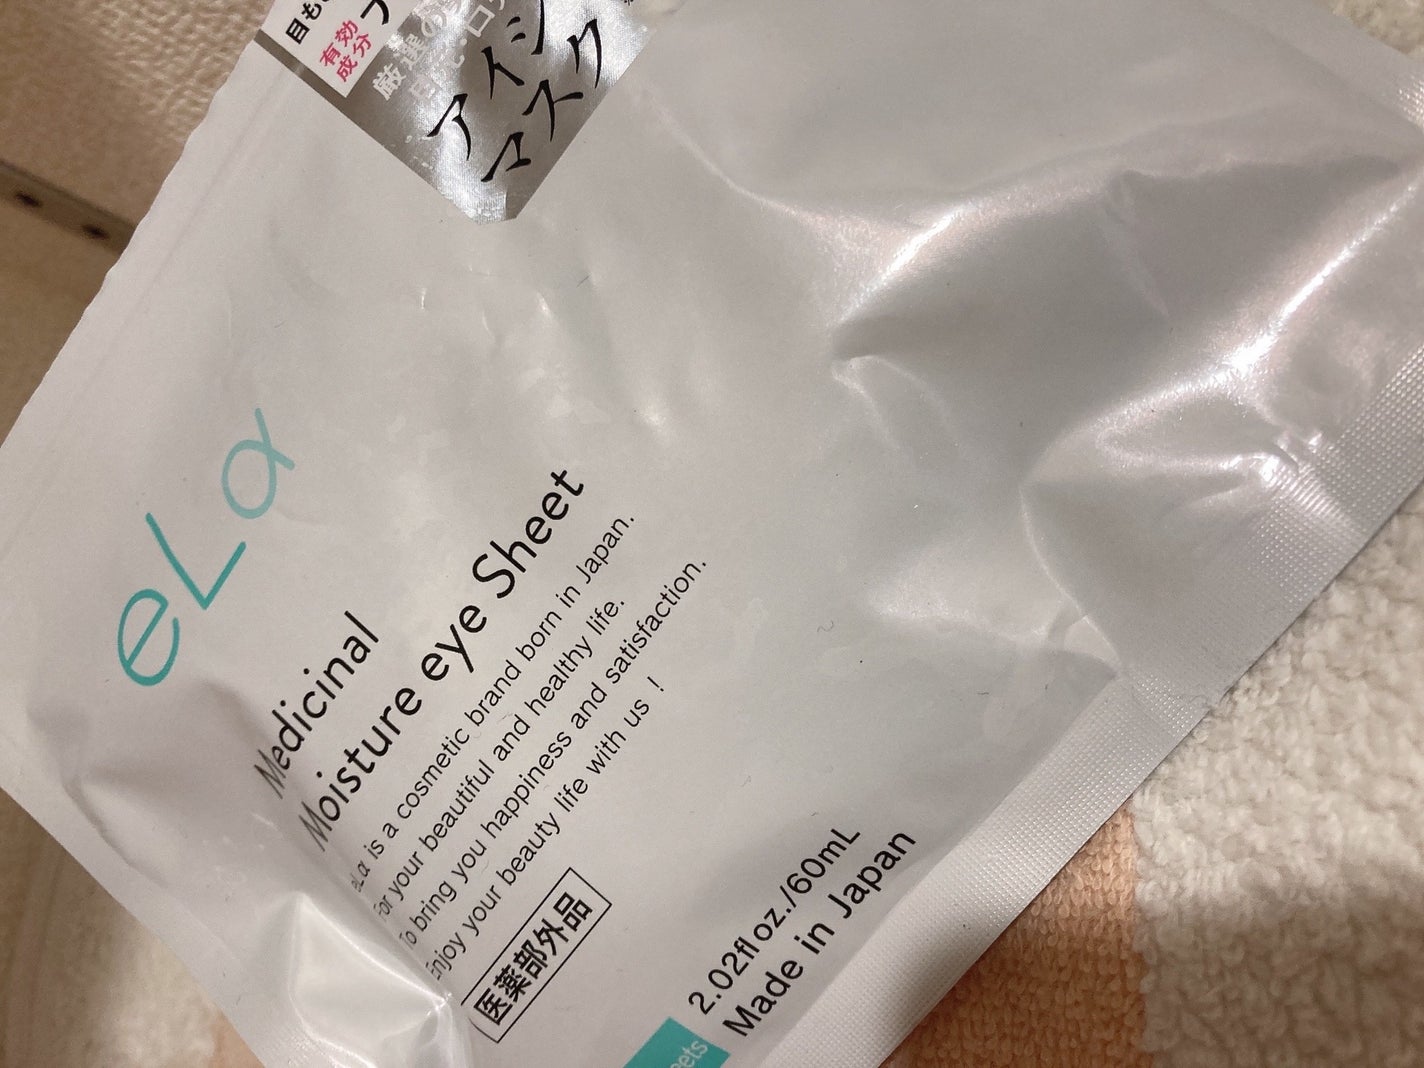 目も
有効
成分
厳選の
アイシ
マスク
eLα
Medicinal
Moisture eye Sheet
eLα is a cosmetic brand born in Japan.
For your beautiful and healthy life.
To bring you happiness and satisfaction.
Enjoy your beauty life with us !
医薬部外品
2.02fl oz./60mL
Made in Japan